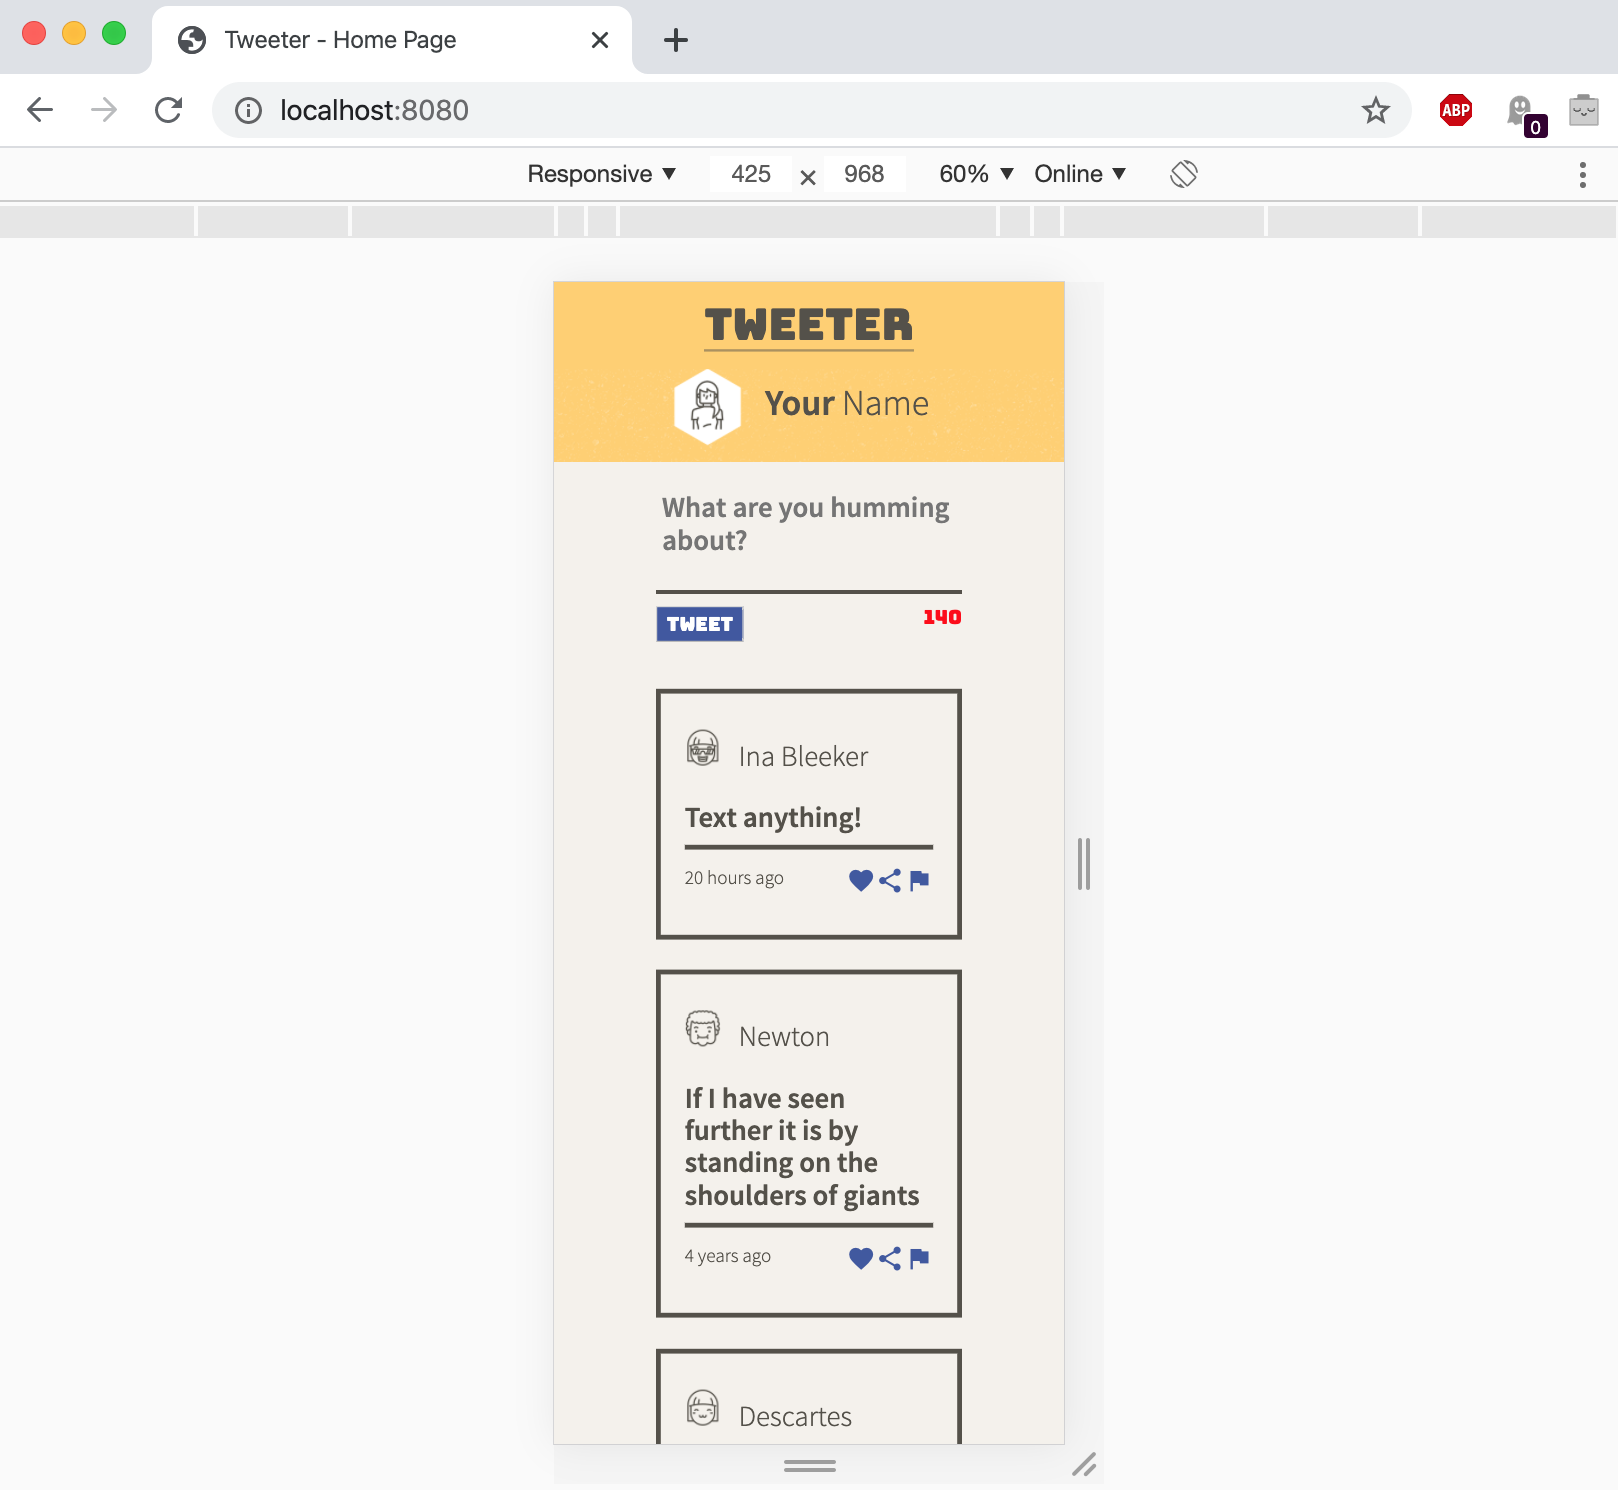 Tweeter - Home Page
localhost:8080
ABP
0
Responsive ▼ 425 × 968 60% ▼ Online ▼
TWEETER
Your Name
What are you humming
about?
TWEET 140
Ina Bleeker
Text anything!
20 hours ago
Newton
If I have seen
further it is by
standing on the
shoulders of giants
4 years ago
Descartes